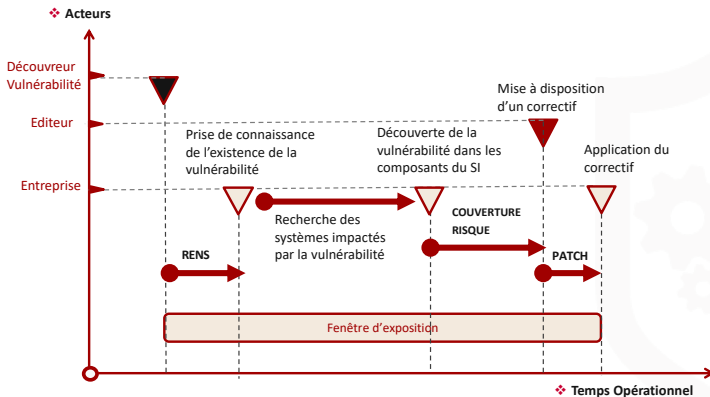 ❖ Acteurs
Découvreur
Vulnérabilité
Mise à disposition
d'un correctif
Editeur
Prise de connaissance
de l'existence de la
vulnérabilité
Découverte de la
vulnérabilité dans les
composants du SI
Application du
correctif
Entreprise
Recherche des
systèmes impactés
par la vulnérabilité
COUVERTURE
RISQUE
RENS
PATCH
Fenêtre d'exposition
❖ Temps Opérationnel